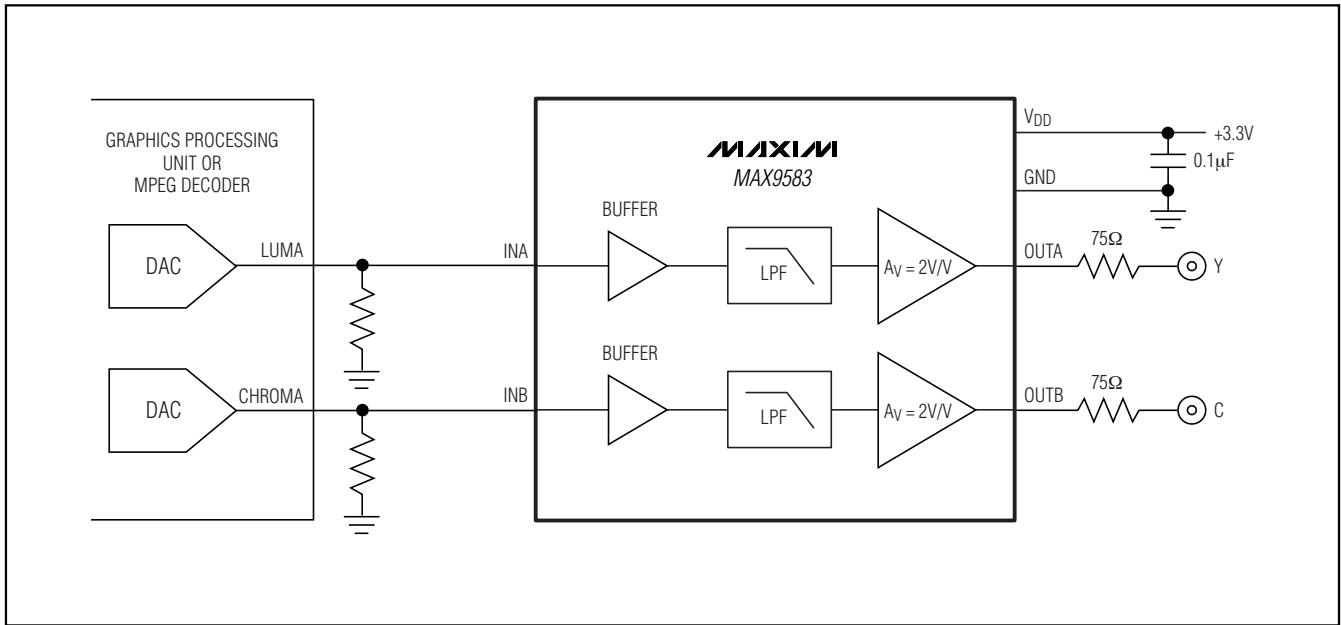 GRAPHICS PROCESSING
UNIT OR
MPEG DECODER
DAC
LUMA
DAC
CHROMA
INA
INB
MAXIM
MAX9583
BUFFER
LPF
AV = 2V/V
BUFFER
LPF
AV = 2V/V
VDD
+3.3V
0.1µF
GND
OUTA
75Ω
Y
OUTB
75Ω
C